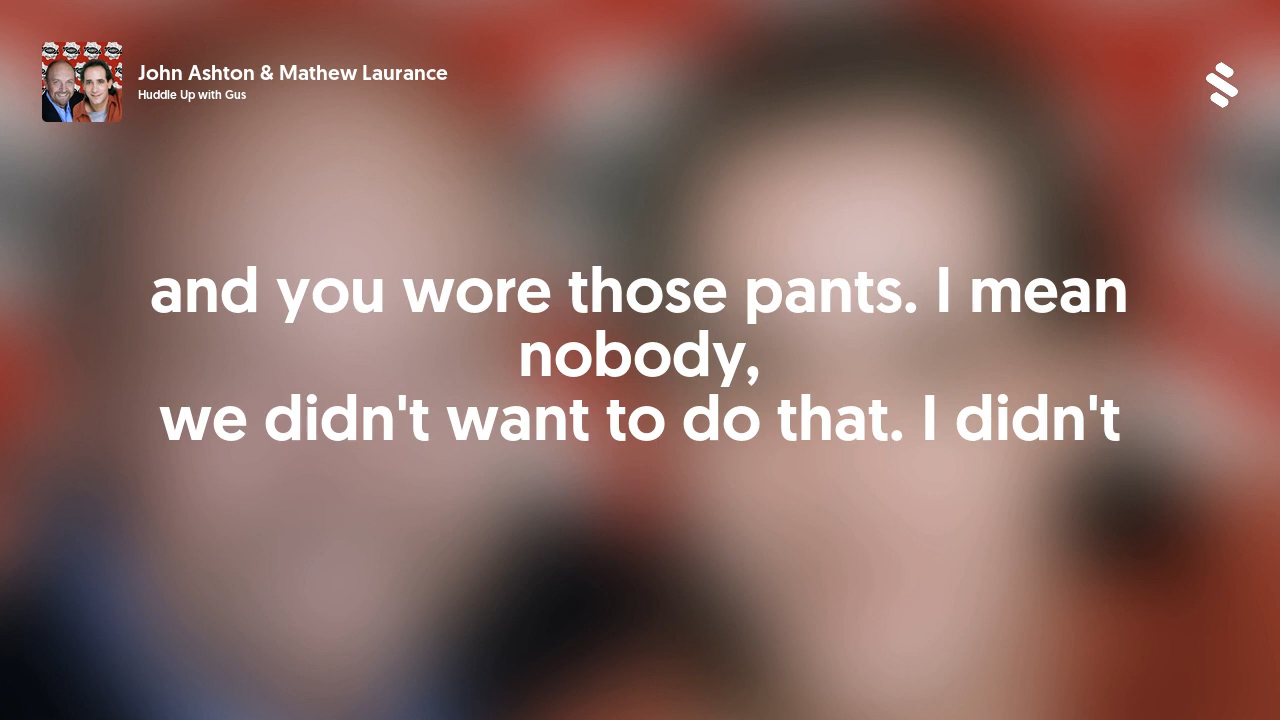 John Ashton & Mathew Laurance
Huddle Up with Gus
and you wore those pants. I mean
nobody,
we didn't want to do that. I didn't